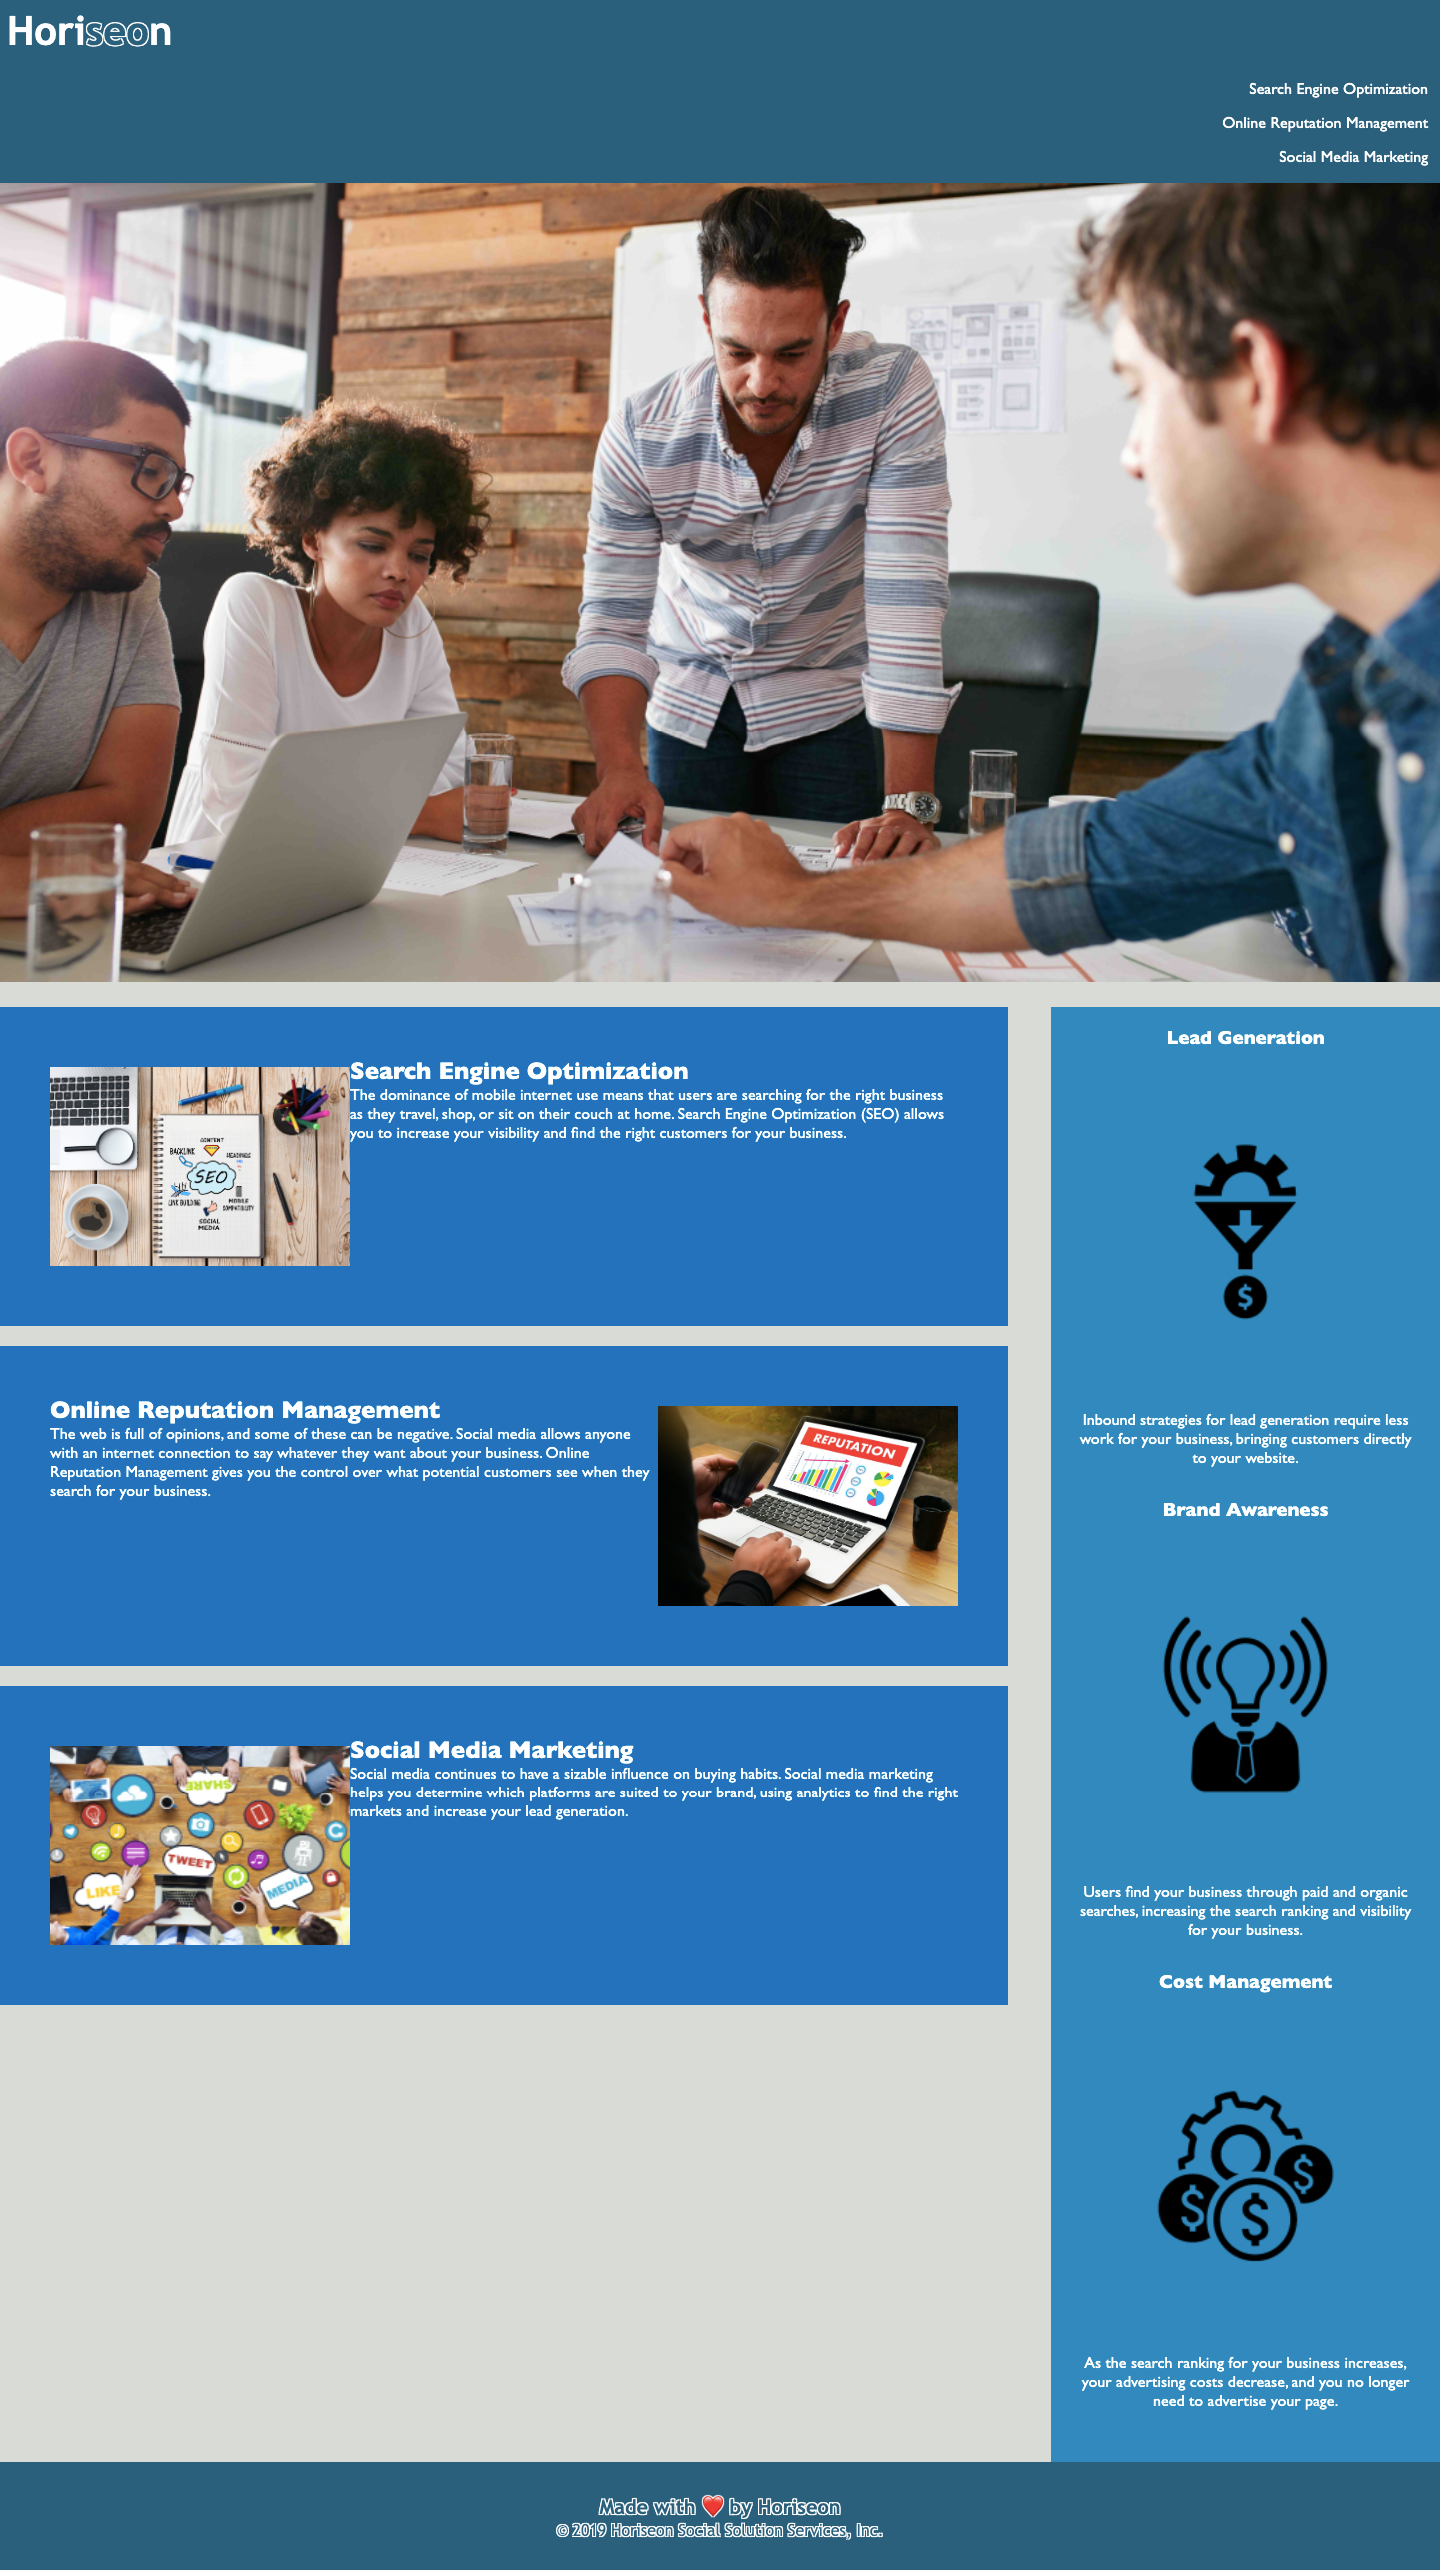 Horiseon
Search Engine Optimization
Online Reputation Management
Social Media Marketing
Search Engine Optimization
The dominance of mobile internet use means that users are searching for the right business
as they travel, shop, or sit on their couch at home. Search Engine Optimization (SEO) allows
you to increase your visibility and find the right customers for your business.
CONTENT
BACKLINK
HEADINGS
SEO
LINK BUILDING
MOBILE
COMPATIBILITY
SOCIAL
MEDIA
Online Reputation Management
The web is full of opinions, and some of these can be negative. Social media allows anyone
with an internet connection to say whatever they want about your business. Online
Reputation Management gives you the control over what potential customers see when they
search for your business.
REPUTATION
Social Media Marketing
Social media continues to have a sizable influence on buying habits. Social media marketing
helps you determine which platforms are suited to your brand, using analytics to find the right
markets and increase your lead generation.
SHARE
TWEET
LIKE
MEDIA
Lead Generation
$
Inbound strategies for lead generation require less
work for your business, bringing customers directly
to your website.
Brand Awareness
Users find your business through paid and organic
searches, increasing the search ranking and visibility
for your business.
Cost Management
$
$
$
As the search ranking for your business increases,
your advertising costs decrease, and you no longer
need to advertise your page.
Made with ❤️ by Horiseon
© 2019 Horiseon Social Solution Services, Inc.